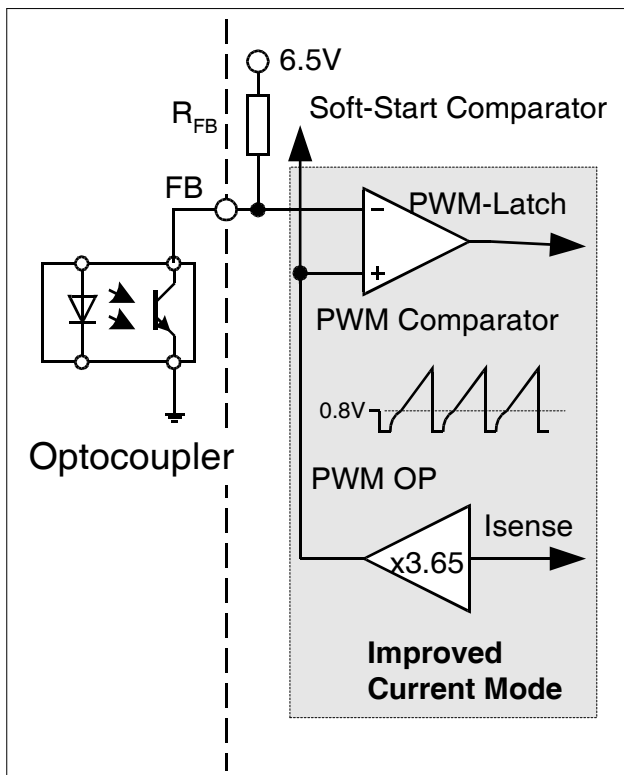 6.5V
Soft-Start Comparator
RFB
FB
−
PWM-Latch
+
PWM Comparator
0.8V
Optocoupler
PWM OP
Isense
x3.65
Improved
Current Mode